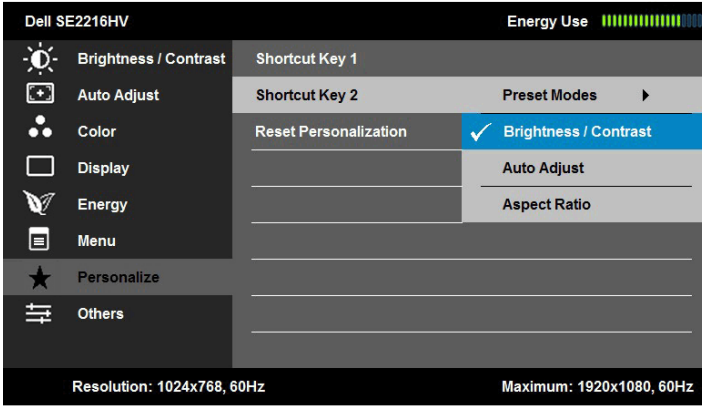 Dell SE2216HV
Energy Use
Brightness / Contrast
Shortcut Key 1
Auto Adjust
Shortcut Key 2
Preset Modes
Color
Reset Personalization
Brightness / Contrast
Display
Auto Adjust
Energy
Aspect Ratio
Menu
Personalize
Others
Resolution: 1024x768, 60Hz
Maximum: 1920x1080, 60Hz